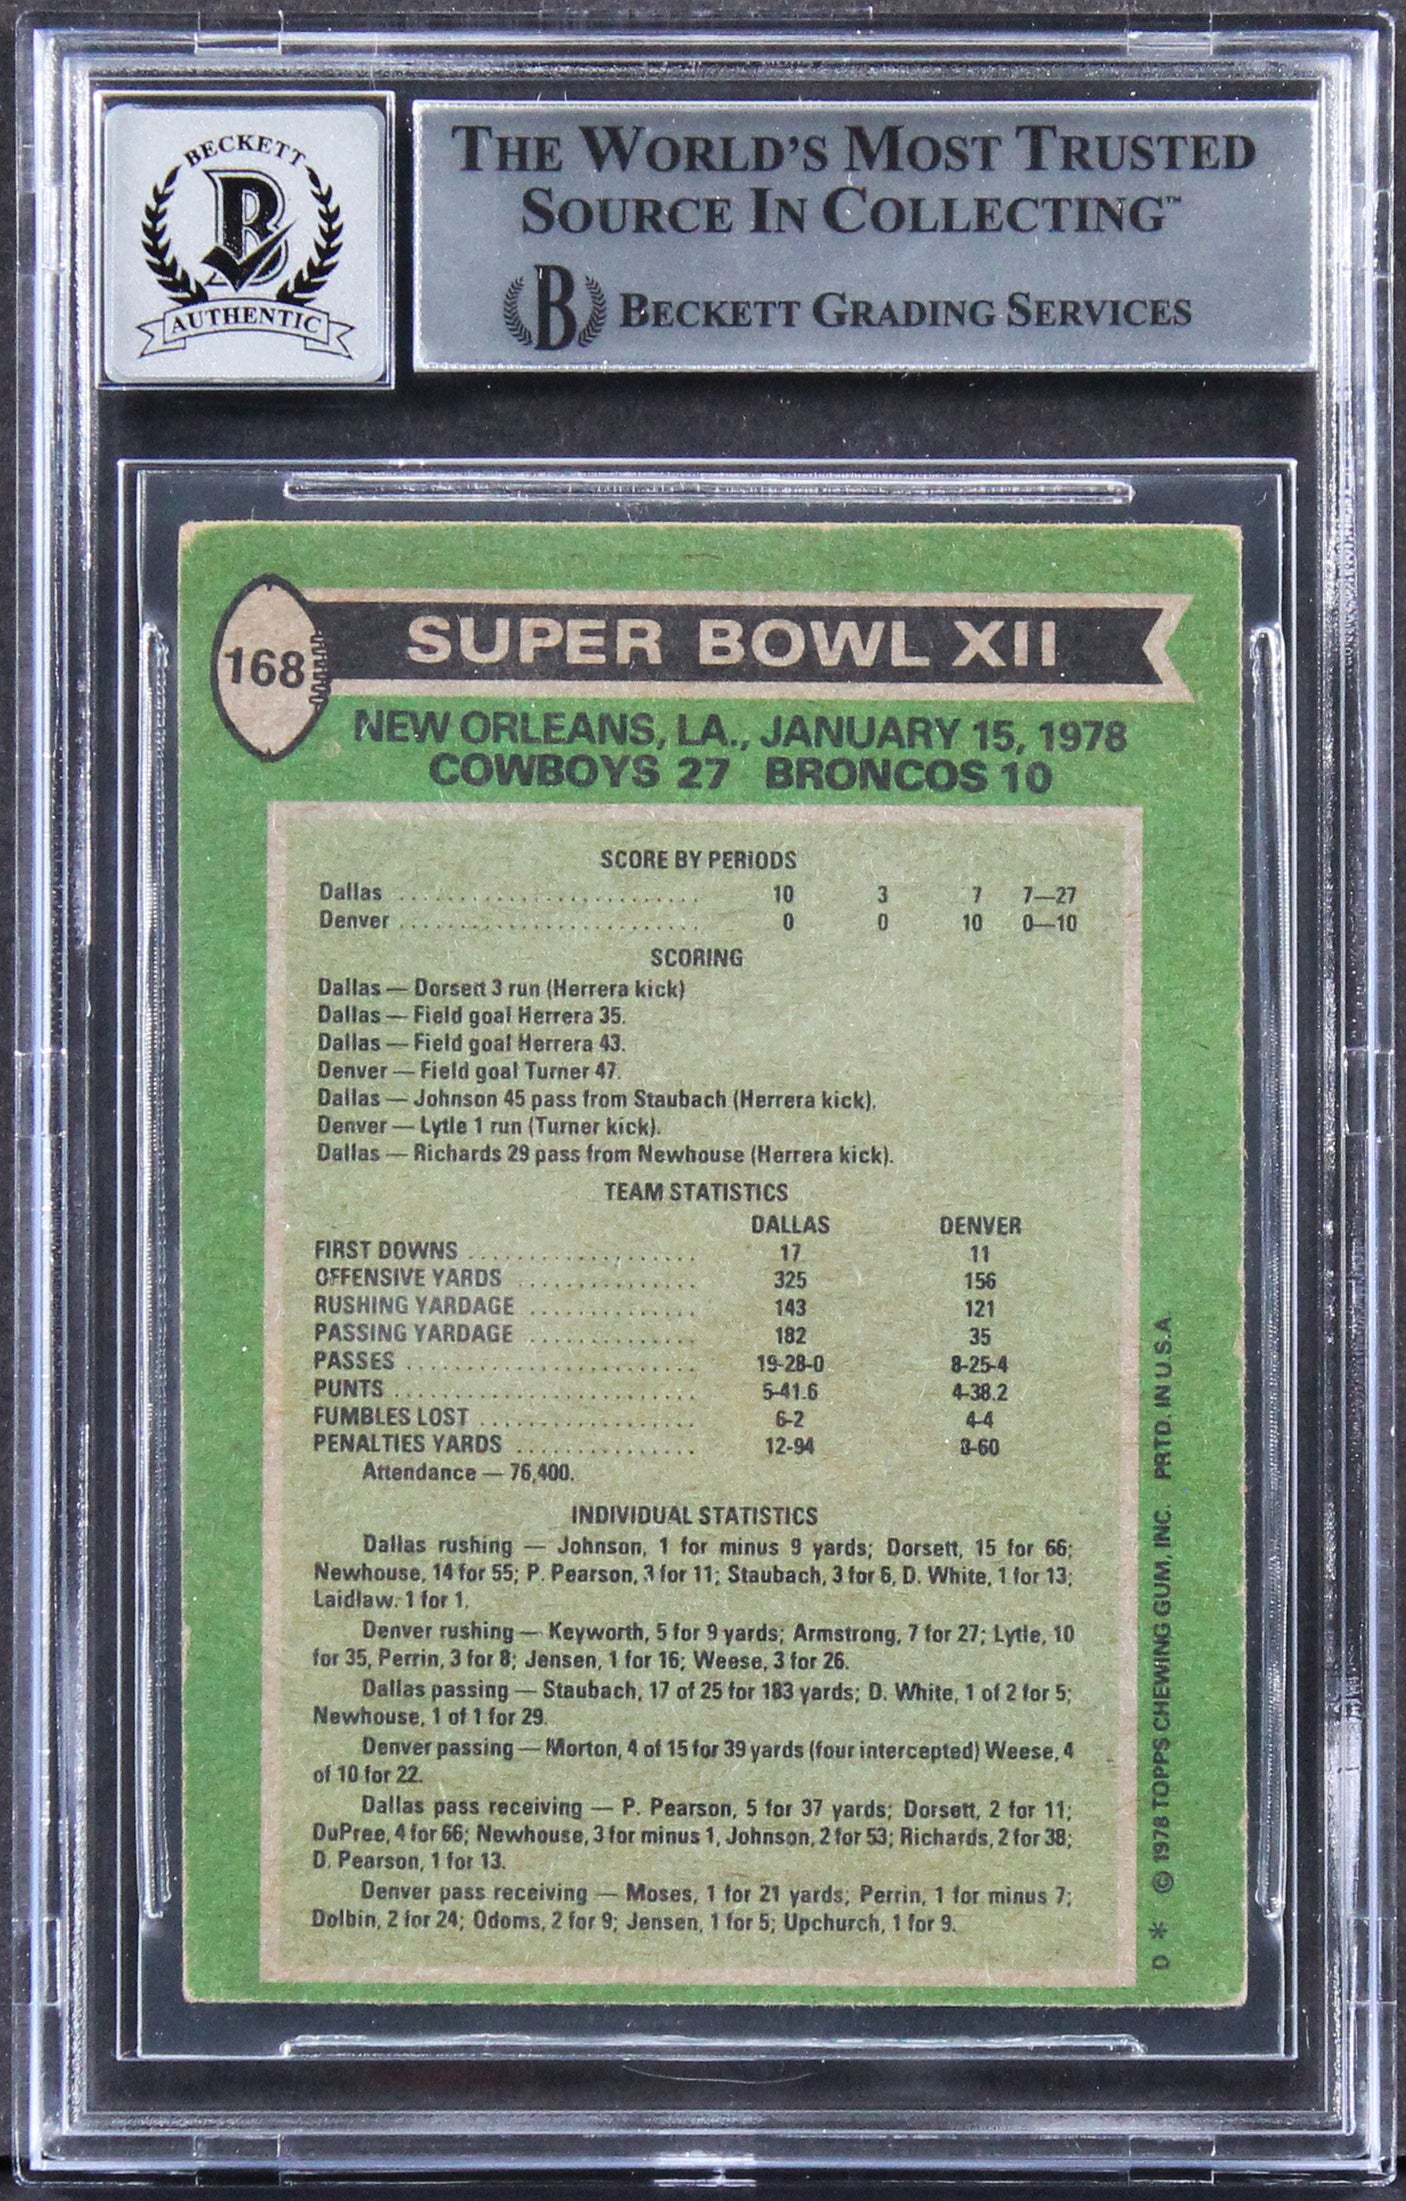 BECKETT
AUTHENTIC
THE WORLD'S MOST TRUSTED
SOURCE IN COLLECTING™
B BECKETT GRADING SERVICES
168
SUPER BOWL XII
NEW ORLEANS, LA., JANUARY 15, 1978
COWBOYS 27 BRONCOS 10
SCORE BY PERIODS
Dallas ........................ 10 3 7 7—27
Denver ........................ 0 0 10 0—10
SCORING
Dallas — Dorsett 3 run (Herrera kick)
Dallas — Field goal Herrera 35.
Dallas — Field goal Herrera 43.
Denver — Field goal Turner 47.
Dallas — Johnson 45 pass from Staubach (Herrera kick).
Denver — Lytle 1 run (Turner kick).
Dallas — Richards 29 pass from Newhouse (Herrera kick).
TEAM STATISTICS
DALLAS DENVER
FIRST DOWNS ................... 17 11
OFFENSIVE YARDS ............... 325 156
RUSHING YARDAGE .............. 143 121
PASSING YARDAGE .............. 182 35
PASSES ........................ 19-28-0 8-25-4
PUNTS ......................... 5-41.6 4-38.2
FUMBLES LOST .................. 6-2 4-4
PENALTIES YARDS ............... 12-94 8-60
Attendance — 76,400.
INDIVIDUAL STATISTICS
Dallas rushing — Johnson, 1 for minus 9 yards; Dorsett, 15 for 66;
Newhouse, 14 for 55; P. Pearson, 3 for 11; Staubach, 3 for 6, D. White, 1 for 13;
Laidlaw. 1 for 1.
Denver rushing — Keyworth, 5 for 9 yards; Armstrong, 7 for 27; Lytle, 10
for 35, Perrin, 3 for 8; Jensen, 1 for 16; Weese, 3 for 26.
Dallas passing — Staubach, 17 of 25 for 183 yards; D. White, 1 of 2 for 5;
Newhouse, 1 of 1 for 29.
Denver passing — Morton, 4 of 15 for 39 yards (four intercepted) Weese, 4
of 10 for 22.
Dallas pass receiving — P. Pearson, 5 for 37 yards; Dorsett, 2 for 11;
DuPree, 4 for 66; Newhouse, 3 for minus 1, Johnson, 2 for 53; Richards, 2 for 38;
D. Pearson, 1 for 13.
Denver pass receiving — Moses, 1 for 21 yards; Perrin, 1 for minus 7;
Dolbin, 2 for 24; Odoms, 2 for 9; Jensen, 1 for 5; Upchurch, 1 for 9.
D * © 1978 TOPPS CHEWING GUM, INC. PRTD. IN U.S.A.